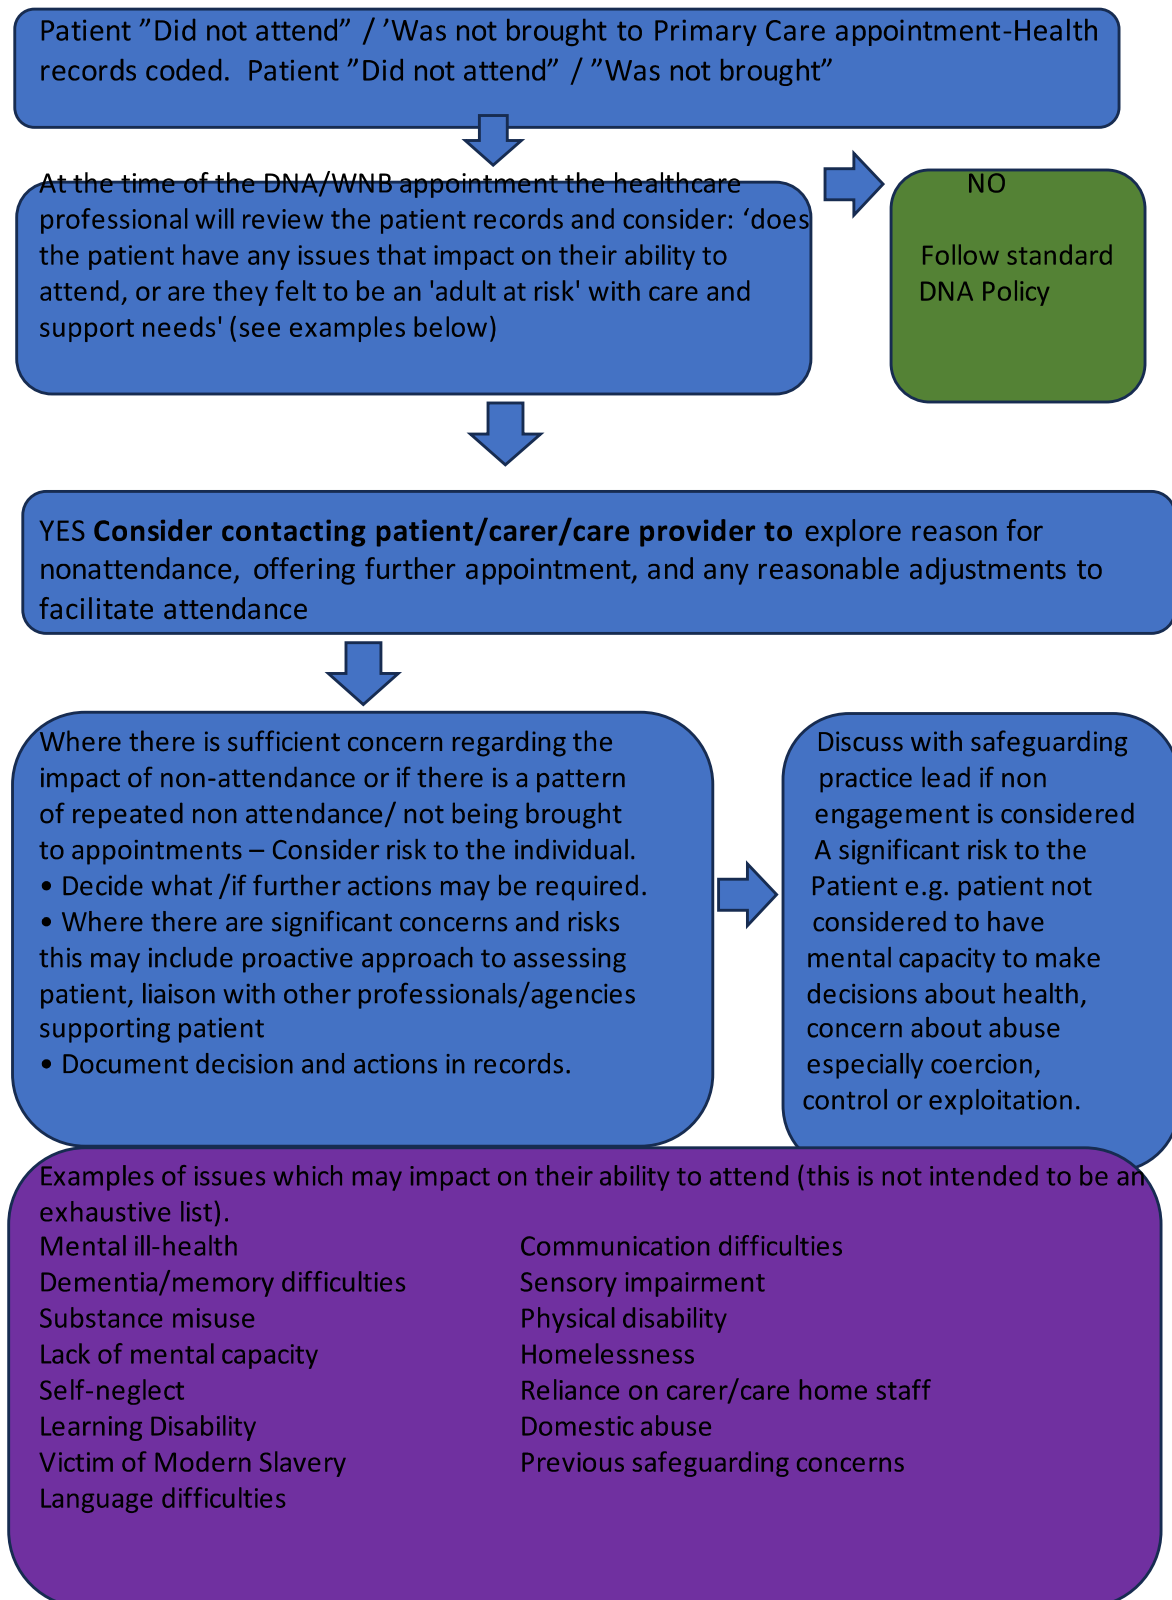 Patient ”Did not attend” / ’Was not brought to Primary Care appointment-Health
records coded.  Patient ”Did not attend” / ”Was not brought”
At the time of the DNA/WNB appointment the healthcare
professional will review the patient records and consider: ‘does
the patient have any issues that impact on their ability to
attend, or are they felt to be an 'adult at risk' with care and
support needs' (see examples below)
NO
Follow standard
DNA Policy
YES Consider contacting patient/carer/care provider to explore reason for
nonattendance, offering further appointment, and any reasonable adjustments to
facilitate attendance
Where there is sufficient concern regarding the
impact of non-attendance or if there is a pattern
of repeated non attendance/ not being brought
to appointments – Consider risk to the individual.
• Decide what /if further actions may be required.
• Where there are significant concerns and risks
this may include proactive approach to assessing
patient, liaison with other professionals/agencies
supporting patient
• Document decision and actions in records.
Discuss with safeguarding
practice lead if non
engagement is considered
A significant risk to the
Patient e.g. patient not
considered to have
mental capacity to make
decisions about health,
concern about abuse
especially coercion,
control or exploitation.
Examples of issues which may impact on their ability to attend (this is not intended to be an
exhaustive list).
Mental ill-health
Dementia/memory difficulties
Substance misuse
Lack of mental capacity
Self-neglect
Learning Disability
Victim of Modern Slavery
Language difficulties
Communication difficulties
Sensory impairment
Physical disability
Homelessness
Reliance on carer/care home staff
Domestic abuse
Previous safeguarding concerns